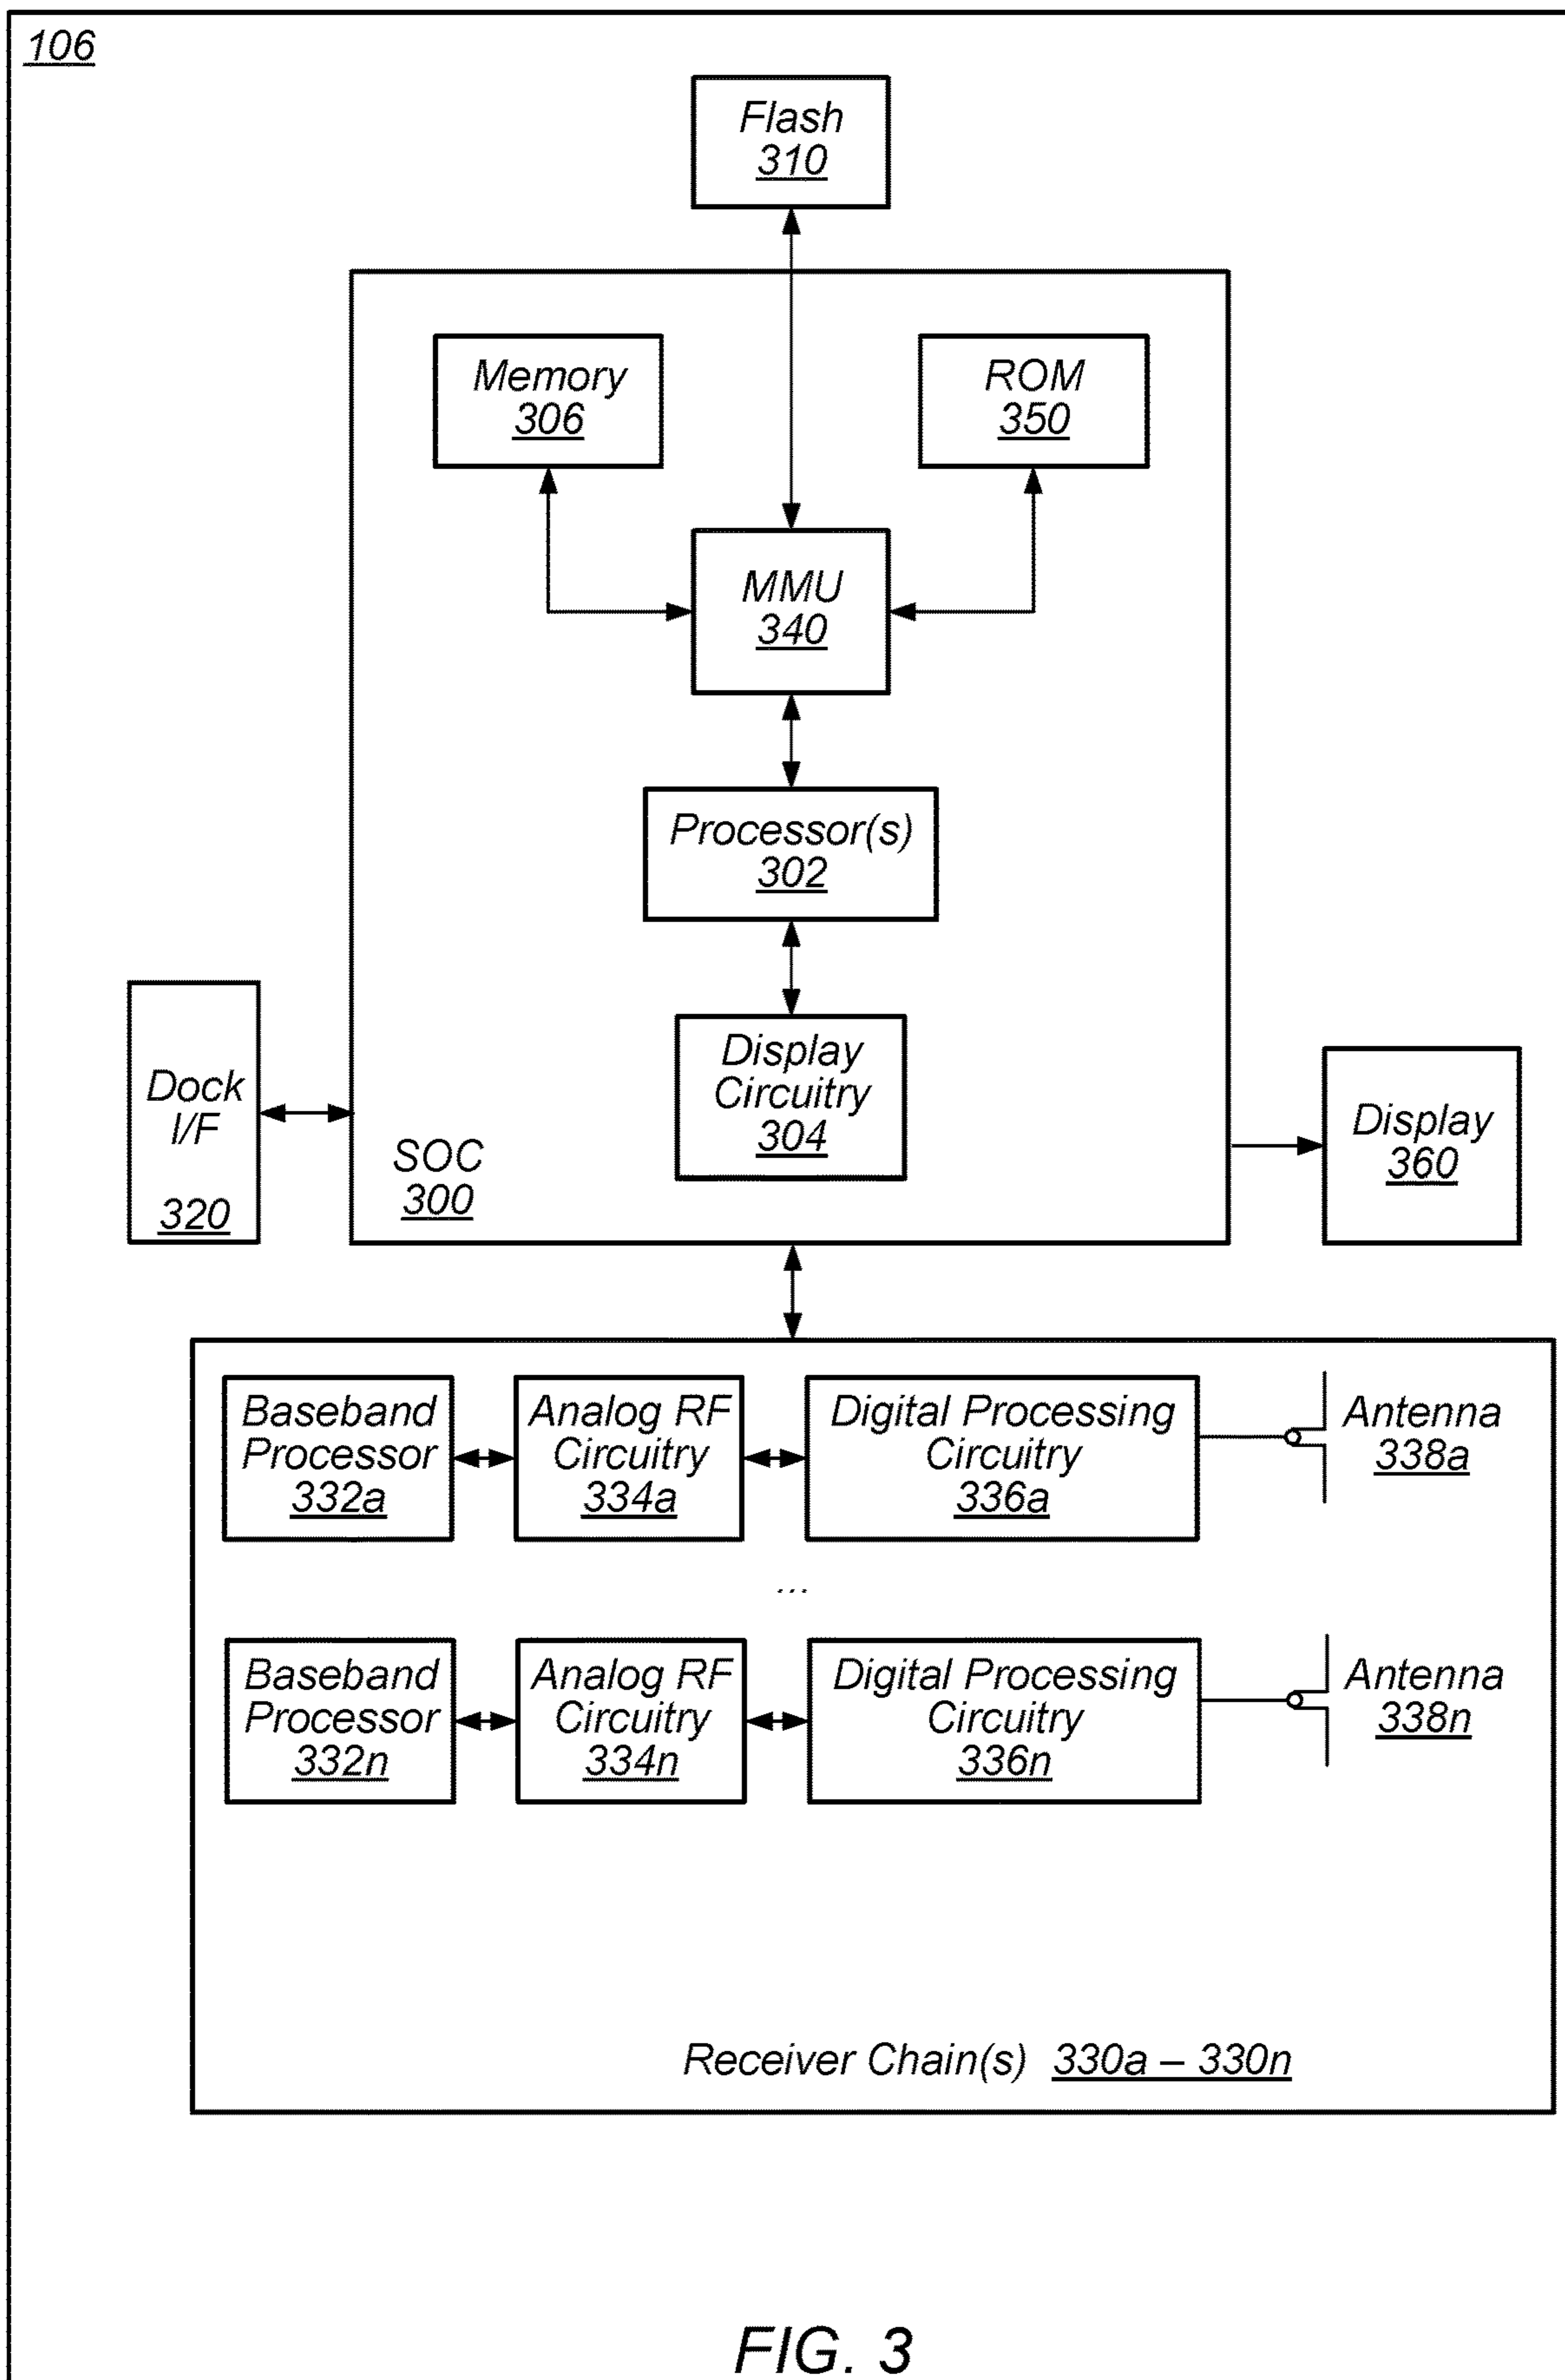 106
Flash
310
Memory
306
ROM
350
MMU
340
Processor(s)
302
Display
Circuitry
304
Dock
I/F
320
SOC
300
Display
360
Baseband
Processor
332a
Analog RF
Circuitry
334a
Digital Processing
Circuitry
336a
Antenna
338a
...
Baseband
Processor
332n
Analog RF
Circuitry
334n
Digital Processing
Circuitry
336n
Antenna
338n
Receiver Chain(s) 330a – 330n
FIG. 3